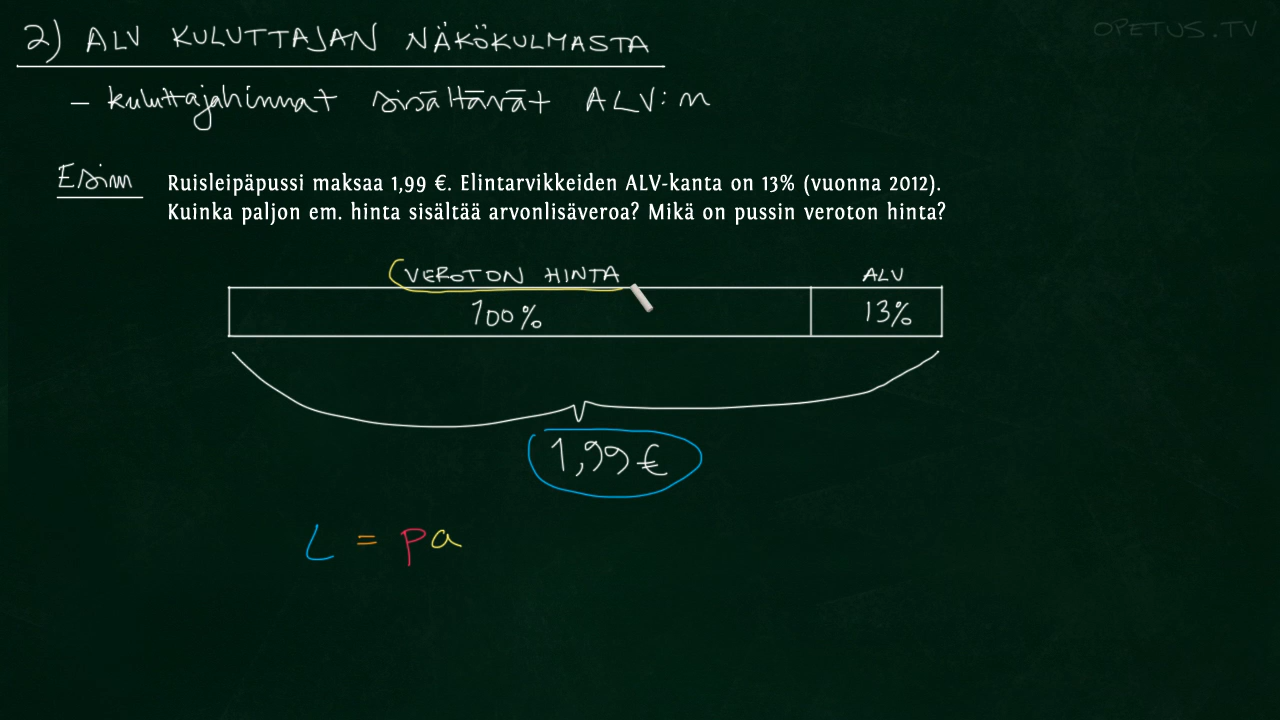 OPETUS.TV
2) ALV KULUTTAJAN NÄKÖKULMASTA
- kuluttajahinnat sisältävät ALV:n
Esim Ruisleipäpussi maksaa 1,99 €. Elintarvikkeiden ALV-kanta on 13% (vuonna 2012).
Kuinka paljon em. hinta sisältää arvonlisäveroa? Mikä on pussin veroton hinta?
VEROTON HINTA ALV
100% 13%
1,99 €
L = pa